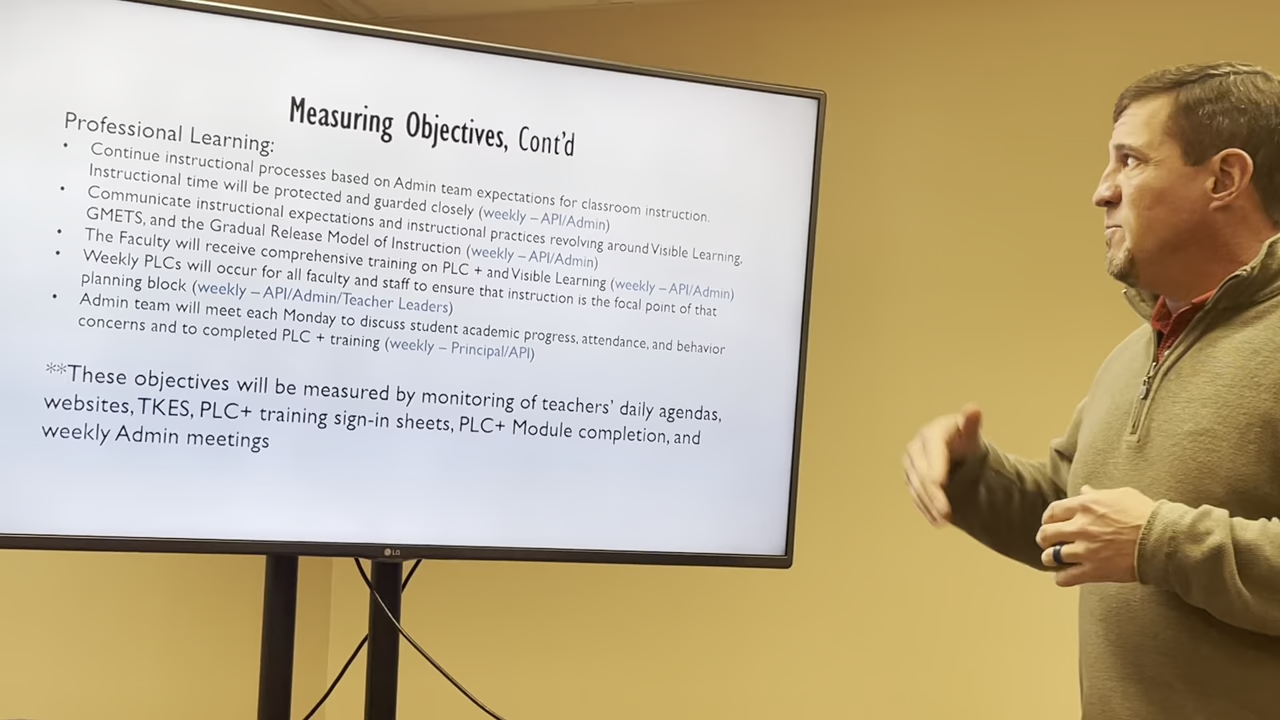 Measuring Objectives, Cont'd
Professional Learning:
• Continue instructional processes based on Admin team expectations for classroom instruction.
Instructional time will be protected and guarded closely (weekly – API/Admin)
• Communicate instructional expectations and instructional practices revolving around Visible Learning,
GMETS, and the Gradual Release Model of Instruction (weekly – API/Admin)
• The Faculty will receive comprehensive training on PLC + and Visible Learning (weekly – API/Admin)
• Weekly PLCs will occur for all faculty and staff to ensure that instruction is the focal point of that
planning block (weekly – API/Admin/Teacher Leaders)
• Admin team will meet each Monday to discuss student academic progress, attendance, and behavior
concerns and to completed PLC + training (weekly – Principal/API)
**These objectives will be measured by monitoring of teachers' daily agendas,
websites, TKES, PLC+ training sign-in sheets, PLC+ Module completion, and
weekly Admin meetings
LG